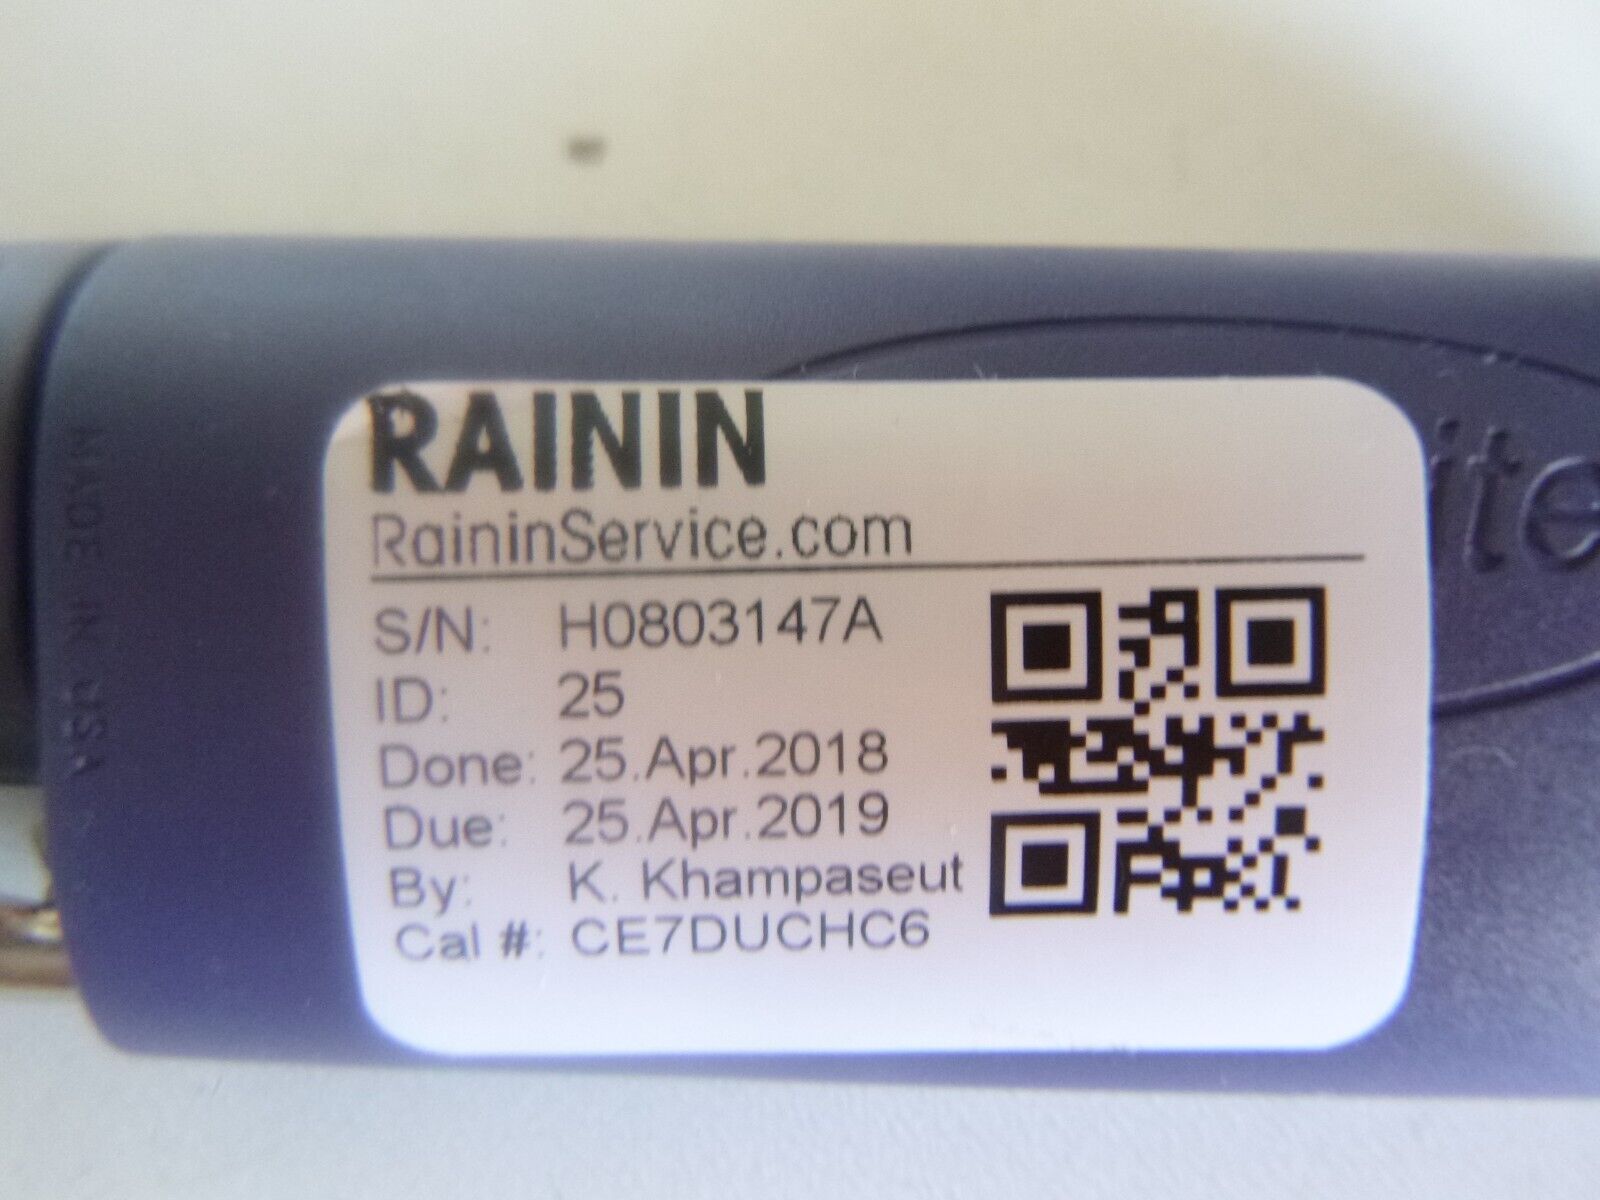 RAININ
RaininService.com
S/N: H0803147A
ID: 25
Done: 25.Apr.2018
Due: 25.Apr.2019
By: K. Khampaseut
Cal #: CE7DUCHC6
MADE IN USA
ite